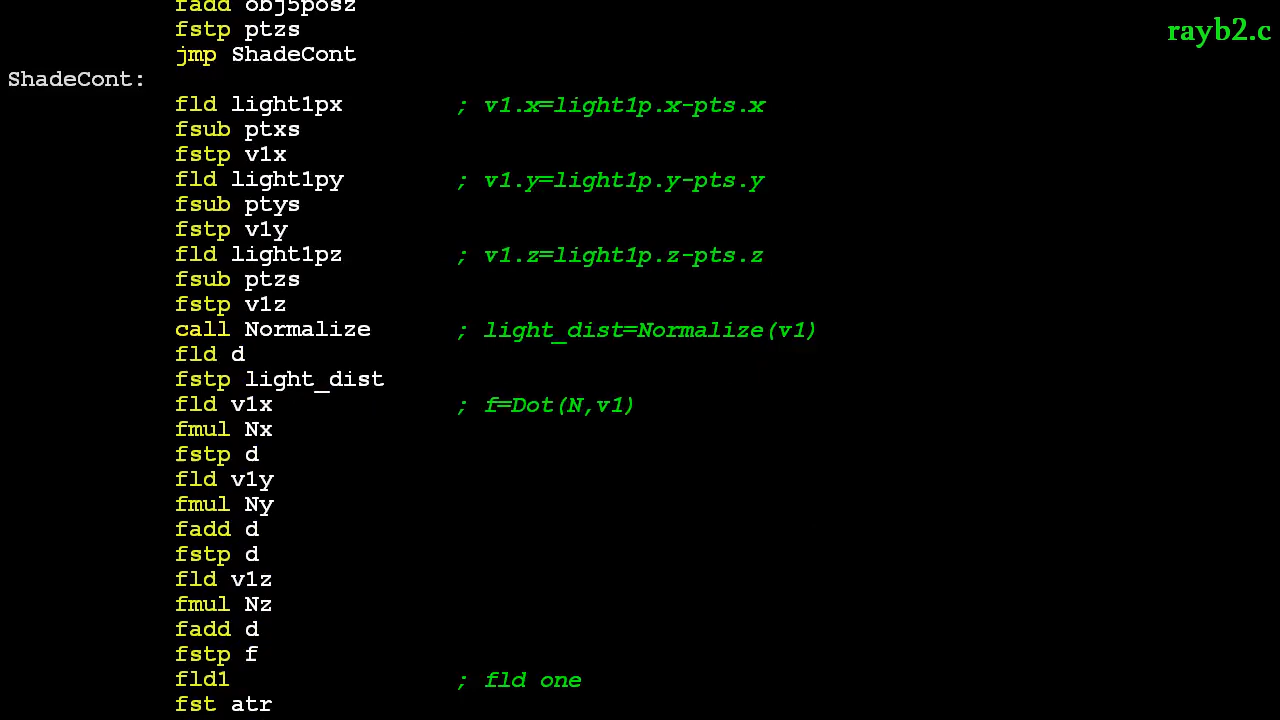 fadd obj5posz
rayb2.c
fstp ptzs
jmp ShadeCont
ShadeCont:
fld light1px ; v1.x=light1p.x-pts.x
fsub ptxs
fstp v1x
fld light1py ; v1.y=light1p.y-pts.y
fsub ptys
fstp v1y
fld light1pz ; v1.z=light1p.z-pts.z
fsub ptzs
fstp v1z
call Normalize ; light_dist=Normalize(v1)
fld d
fstp light_dist
fld v1x ; f=Dot(N,v1)
fmul Nx
fstp d
fld v1y
fmul Ny
fadd d
fstp d
fld v1z
fmul Nz
fadd d
fstp f
fld1 ; fld one
fst atr